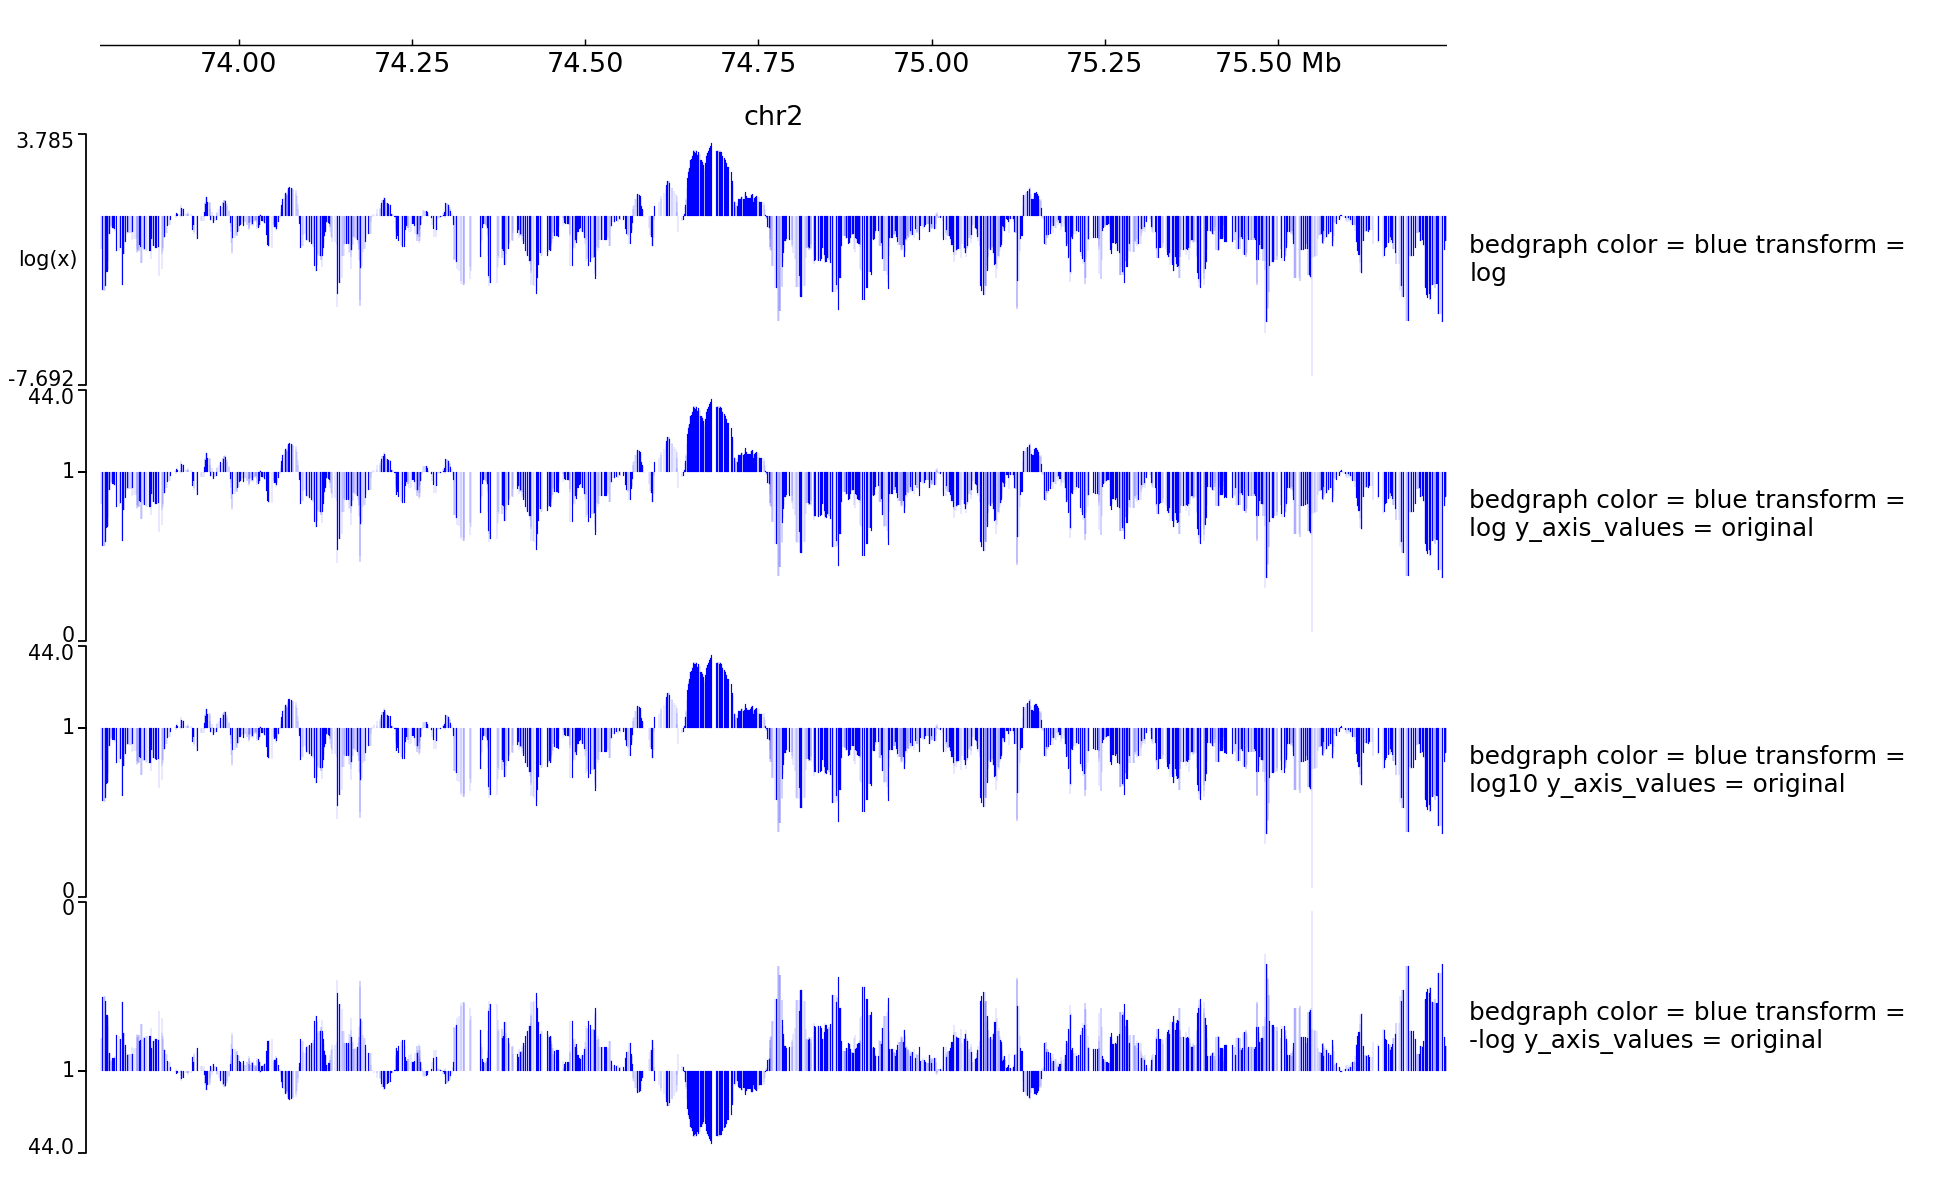 74.00 74.25 74.50 74.75 75.00 75.25 75.50 Mb
chr2
3.785
log(x)
-7.692
bedgraph color = blue transform =
log
44.0
1
0
bedgraph color = blue transform =
log y_axis_values = original
44.0
1
0
bedgraph color = blue transform =
log10 y_axis_values = original
0
1
44.0
bedgraph color = blue transform =
-log y_axis_values = original